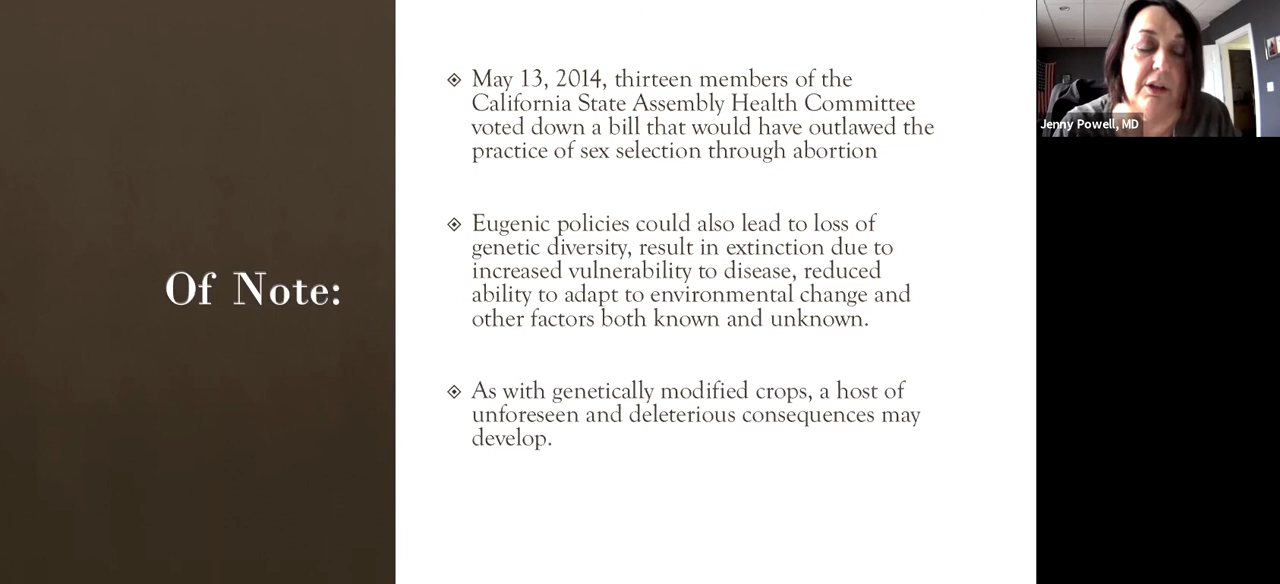 Of Note:
May 13, 2014, thirteen members of the
California State Assembly Health Committee
voted down a bill that would have outlawed the
practice of sex selection through abortion
Eugenic policies could also lead to loss of
genetic diversity, result in extinction due to
increased vulnerability to disease, reduced
ability to adapt to environmental change and
other factors both known and unknown.
As with genetically modified crops, a host of
unforeseen and deleterious consequences may
develop.
Jenny Powell, MD